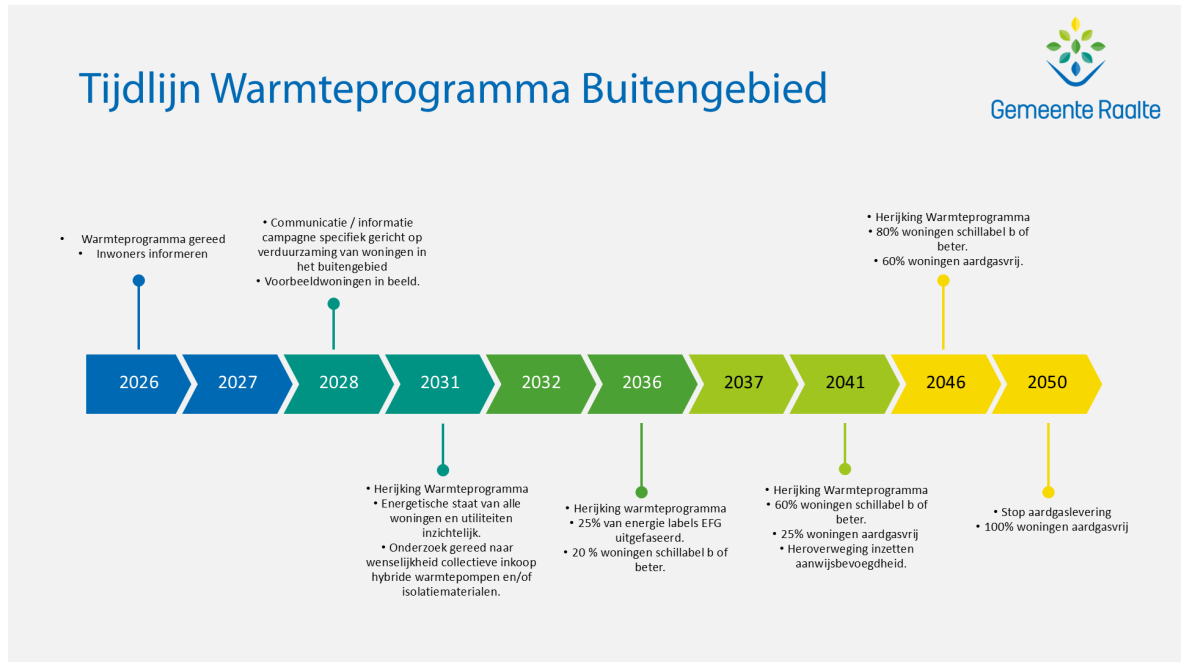 Tijdlijn Warmteprogramma Buitengebied
Gemeente Raalte
• Warmteprogramma gereed
• Inwoners informeren
• Communicatie / informatie
campagne specifiek gericht op
verduurzaming van woningen in
het buitengebied
• Voorbeeldwoningen in beeld.
• Herijking Warmteprogramma
• 80% woningen schillabel b of
beter.
• 60% woningen aardgasvrij.
2026
2027
2028
2031
2032
2036
2037
2041
2046
2050
• Herijking Warmteprogramma
• Energetische staat van alle
woningen en utiliteiten
inzichtelijk.
• Onderzoek gereed naar
wenselijkheid collectieve inkoop
hybride warmtepompen en/of
isolatiematerialen.
• Herijking warmteprogramma
• 25% van energie labels EFG
uitgefaseerd.
• 20 % woningen schillabel b of
beter.
• Herijking Warmteprogramma
• 60% woningen schillabel b of
beter.
• 25% woningen aardgasvrij
• Heroverweging inzetten
aanwijsbevoegdheid.
• Stop aardgaslevering
• 100% woningen aardgasvrij